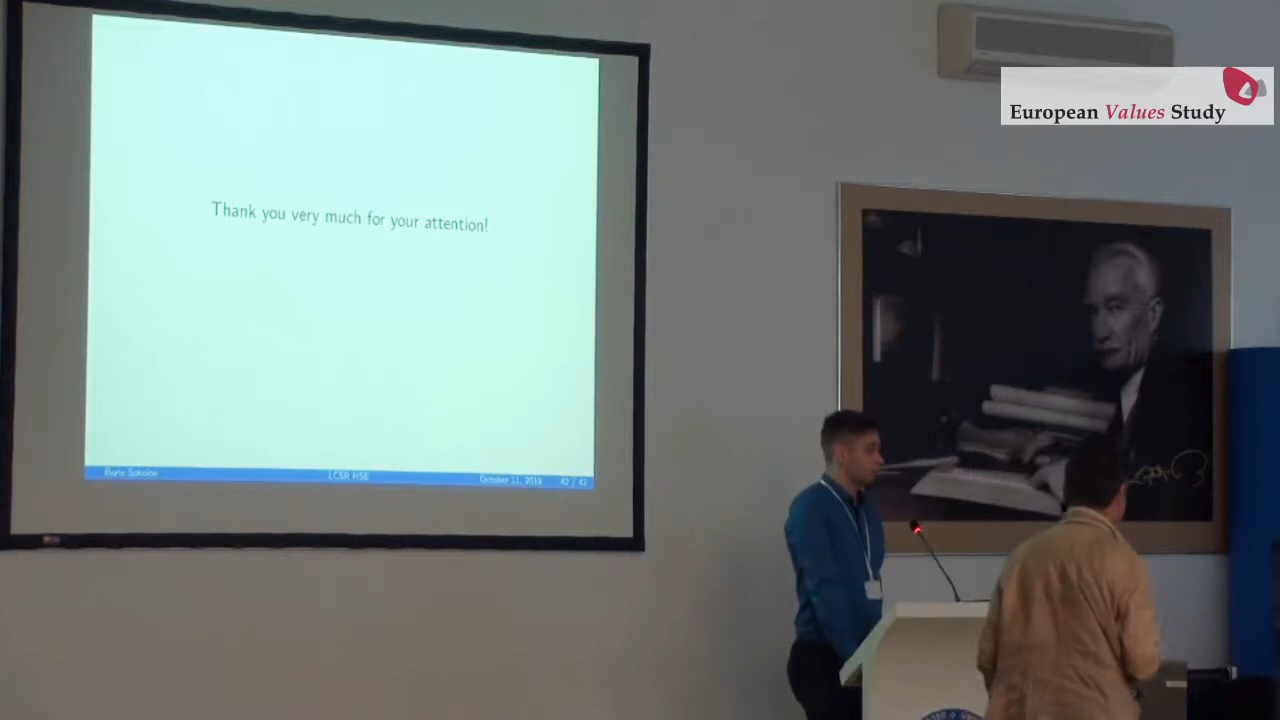 European Values Study
Thank you very much for your attention!
Boris Sokolov
LCSR HSE
October 11, 2019
42 / 42